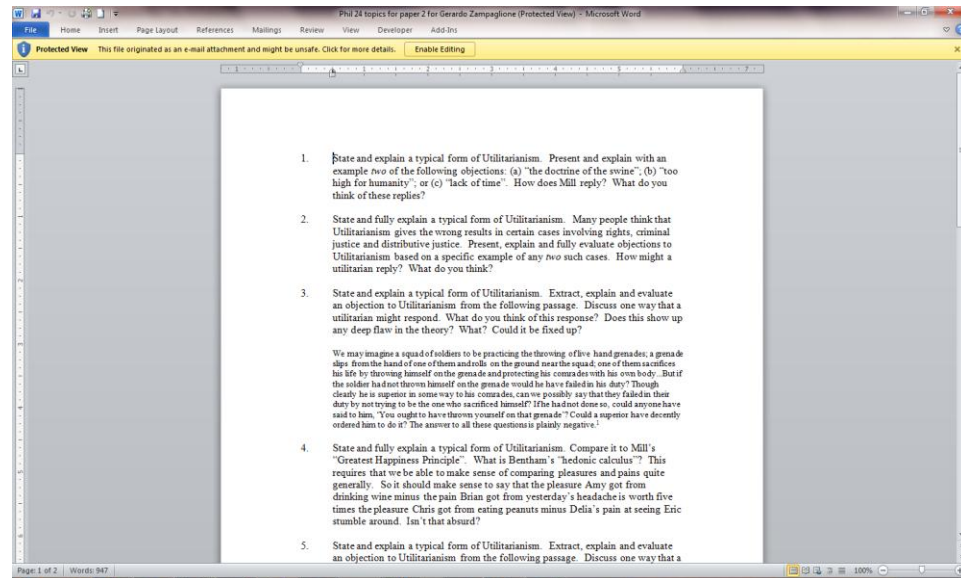 Phil 24 topics for paper 2 for Gerardo Zampaglione (Protected View) - Microsoft Word
File Home Insert Page Layout References Mailings Review View Developer Add-Ins
Protected View This file originated as an e-mail attachment and might be unsafe. Click for more details. Enable Editing
1. State and explain a typical form of Utilitarianism. Present and explain with an
example two of the following objections: (a) “the doctrine of the swine”; (b) “too
high for humanity”; or (c) “lack of time”. How does Mill reply? What do you
think of these replies?
2. State and fully explain a typical form of Utilitarianism. Many people think that
Utilitarianism gives the wrong results in certain cases involving rights, criminal
justice and distributive justice. Present, explain and fully evaluate objections to
Utilitarianism based on a specific example of any two such cases. How might a
utilitarian reply? What do you think?
3. State and explain a typical form of Utilitarianism. Extract, explain and evaluate
an objection to Utilitarianism from the following passage. Discuss one way that a
utilitarian might respond. What do you think of this response? Does this show up
any deep flaw in the theory? What? Could it be fixed up?
We may imagine a squad of soldiers to be practicing the throwing of live hand grenades; a grenade
slips from the hand of one of them and rolls on the ground near the squad; one of them sacrifices
his life by throwing himself on the grenade and protecting his comrades with his own body...But if
the soldier had not thrown himself on the grenade would he have failed in his duty? Though
clearly he is superior in some way to his comrades, can we possibly say that they failed in their
duty by not trying to be the one who sacrificed himself? If he had not done so, could anyone have
said to him, ‘You ought to have thrown yourself on that grenade’? Could a superior have decently
ordered him to do it? The answer to all these questions is plainly negative.1
4. State and fully explain a typical form of Utilitarianism. Compare it to Mill’s
“Greatest Happiness Principle”. What is Bentham’s “hedonic calculus”? This
requires that we be able to make sense of comparing pleasures and pains quite
generally. So it should make sense to say that the pleasure Amy got from
drinking wine minus the pain Brian got from yesterday’s headache is worth five
times the pleasure Chris got from eating peanuts minus Delia’s pain at seeing Eric
stumble around. Isn’t that absurd?
5. State and explain a typical form of Utilitarianism. Extract, explain and evaluate
an objection to Utilitarianism from the following passage. Discuss one way that a
Page: 1 of 2 Words: 947 100%